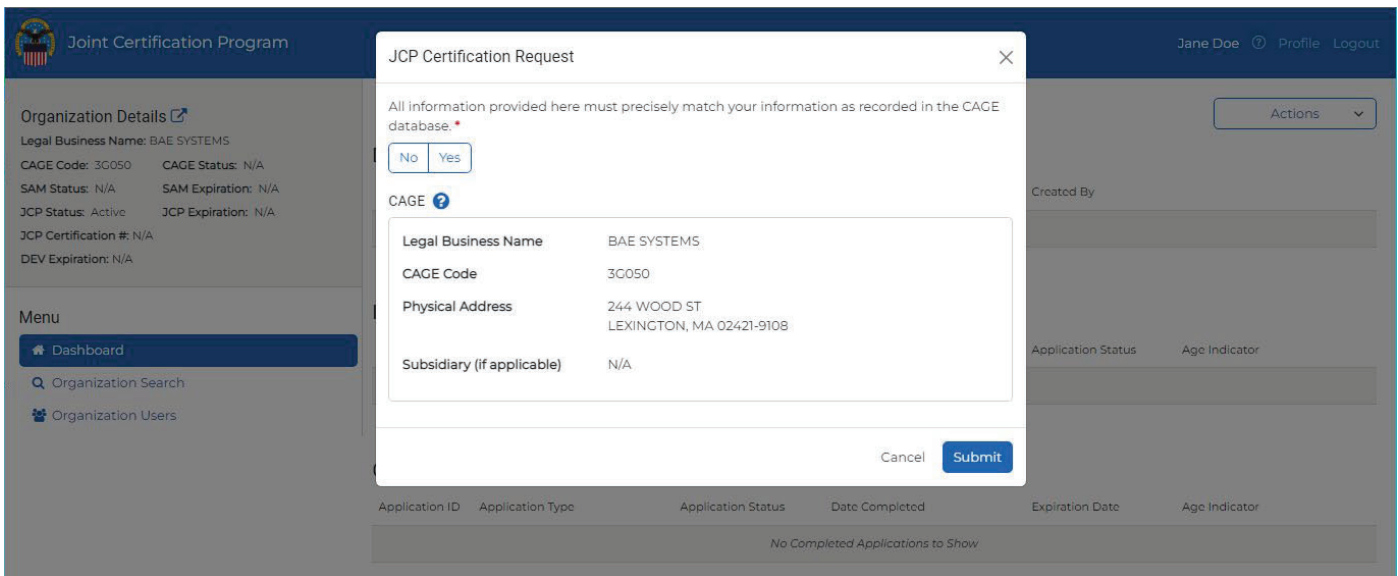 Joint Certification Program
Jane Doe Profile Logout
Organization Details
Legal Business Name: BAE SYSTEMS
CAGE Code: 3G050 CAGE Status: N/A
SAM Status: N/A SAM Expiration: N/A
JCP Status: Active JCP Expiration: N/A
JCP Certification #: N/A
DEV Expiration: N/A
Menu
Dashboard
Organization Search
Organization Users
JCP Certification Request
All information provided here must precisely match your information as recorded in the CAGE
database. *
No Yes
CAGE
Legal Business Name BAE SYSTEMS
CAGE Code 3G050
Physical Address 244 WOOD ST
LEXINGTON, MA 02421-9108
Subsidiary (if applicable) N/A
Cancel Submit
Actions
Created By
Application Status Age Indicator
Application ID Application Type Application Status Date Completed Expiration Date Age Indicator
No Completed Applications to Show